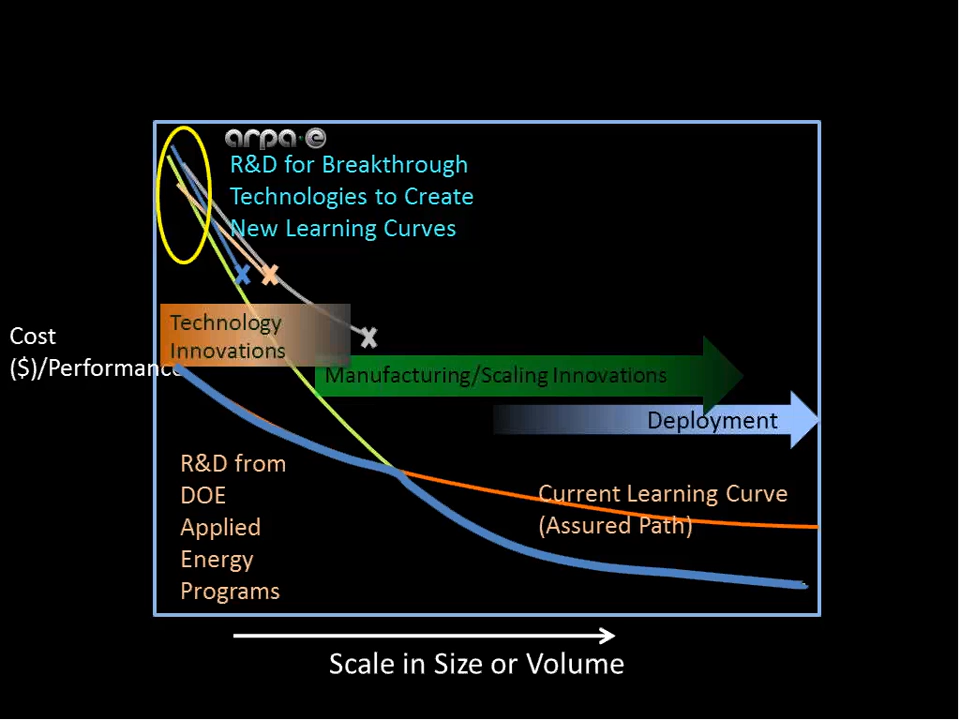 arpa·e
R&D for Breakthrough
Technologies to Create
New Learning Curves
Technology
Innovations
Cost
($)/Performance
Manufacturing/Scaling Innovations
Deployment
R&D from
DOE
Applied
Energy
Programs
Current Learning Curve
(Assured Path)
Scale in Size or Volume